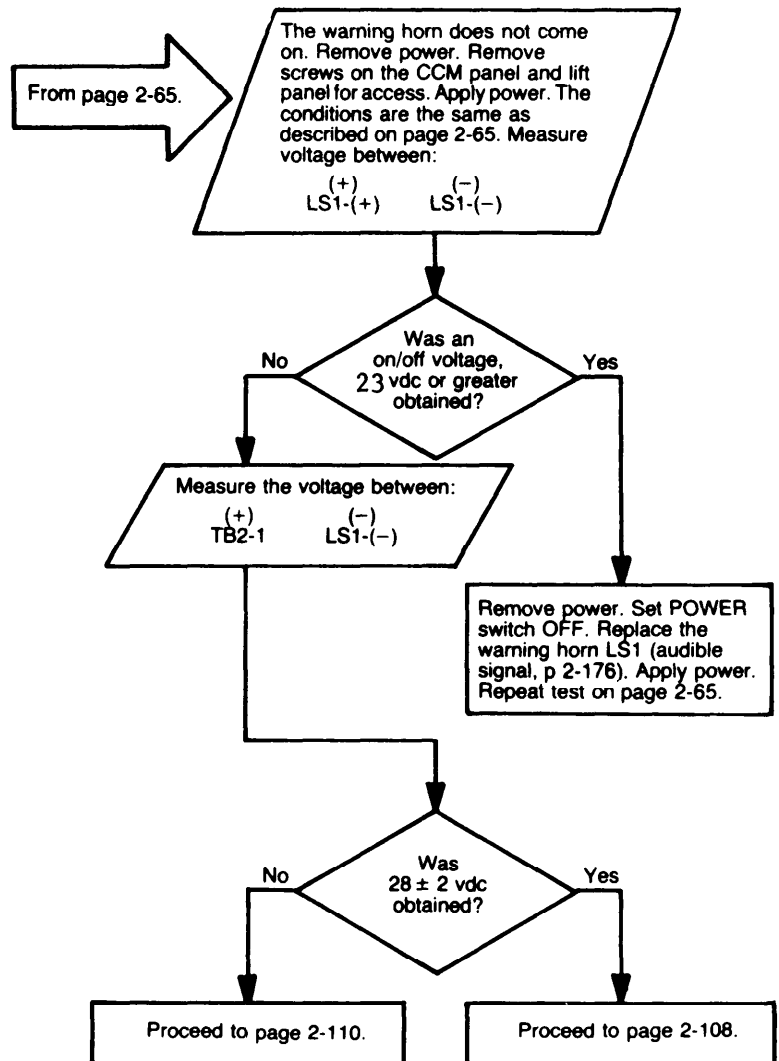 From page 2-65.
The warning horn does not come
on. Remove power. Remove
screws on the CCM panel and lift
panel for access. Apply power. The
conditions are the same as
described on page 2-65. Measure
voltage between:
(+) (−)
LS1-(+) LS1-(−)
Was an
on/off voltage,
23 vdc or greater
obtained?
No
Yes
Measure the voltage between:
(+) (−)
TB2-1 LS1-(−)
Remove power. Set POWER
switch OFF. Replace the
warning horn LS1 (audible
signal, p 2-176). Apply power.
Repeat test on page 2-65.
Was
28 ± 2 vdc
obtained?
No
Yes
Proceed to page 2-110.
Proceed to page 2-108.